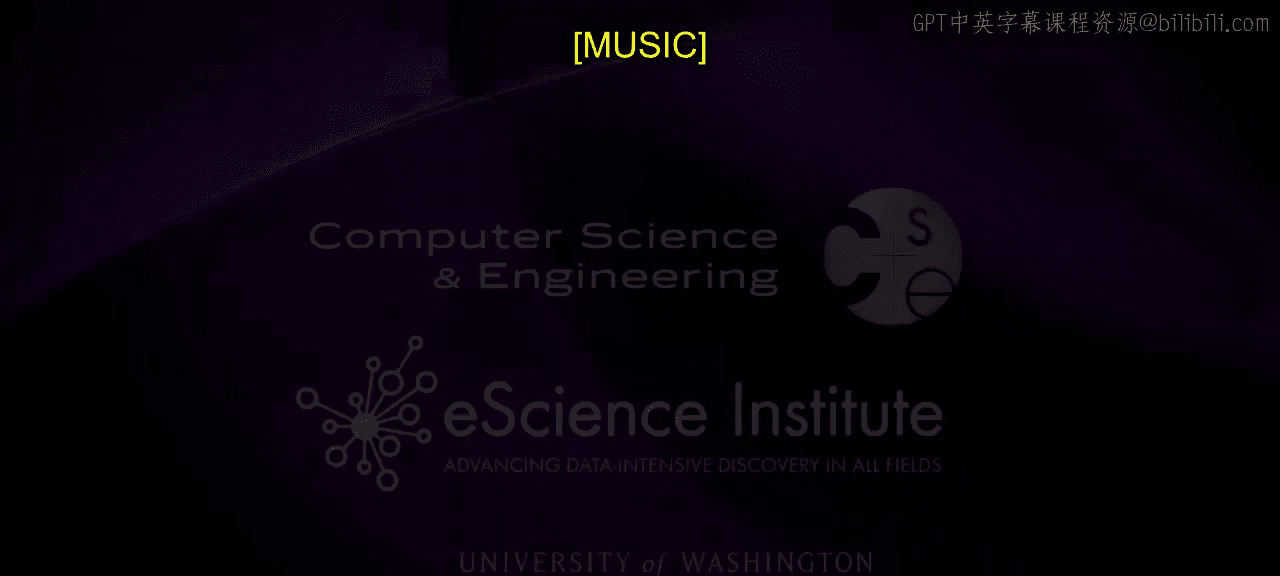 GPT中英字幕课程资源@bilibili.com
[MUSIC]
Computer Science
& Engineering
CSe
eScience Institute
ADVANCING DATA-INTENSIVE DISCOVERY IN ALL FIELDS
UNIVERSITY of WASHINGTON